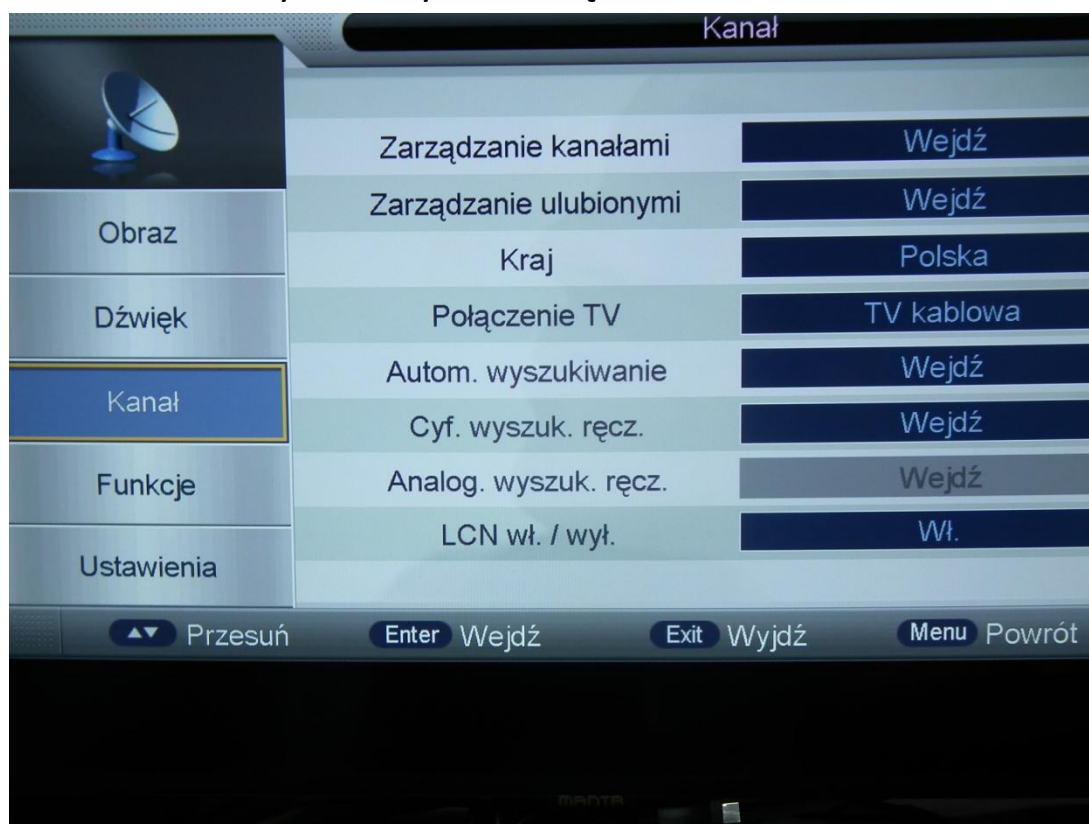 Kanał
Zarządzanie kanałami Wejdź
Zarządzanie ulubionymi Wejdź
Obraz
Kraj Polska
Dźwięk
Połączenie TV TV kablowa
Autom. wyszukiwanie Wejdź
Kanał
Cyf. wyszuk. ręcz. Wejdź
Funkcje
Analog. wyszuk. ręcz. Wejdź
LCN wł. / wył. Wł.
Ustawienia
Przesuń Enter Wejdź Exit Wyjdź Menu Powrót
MANTA